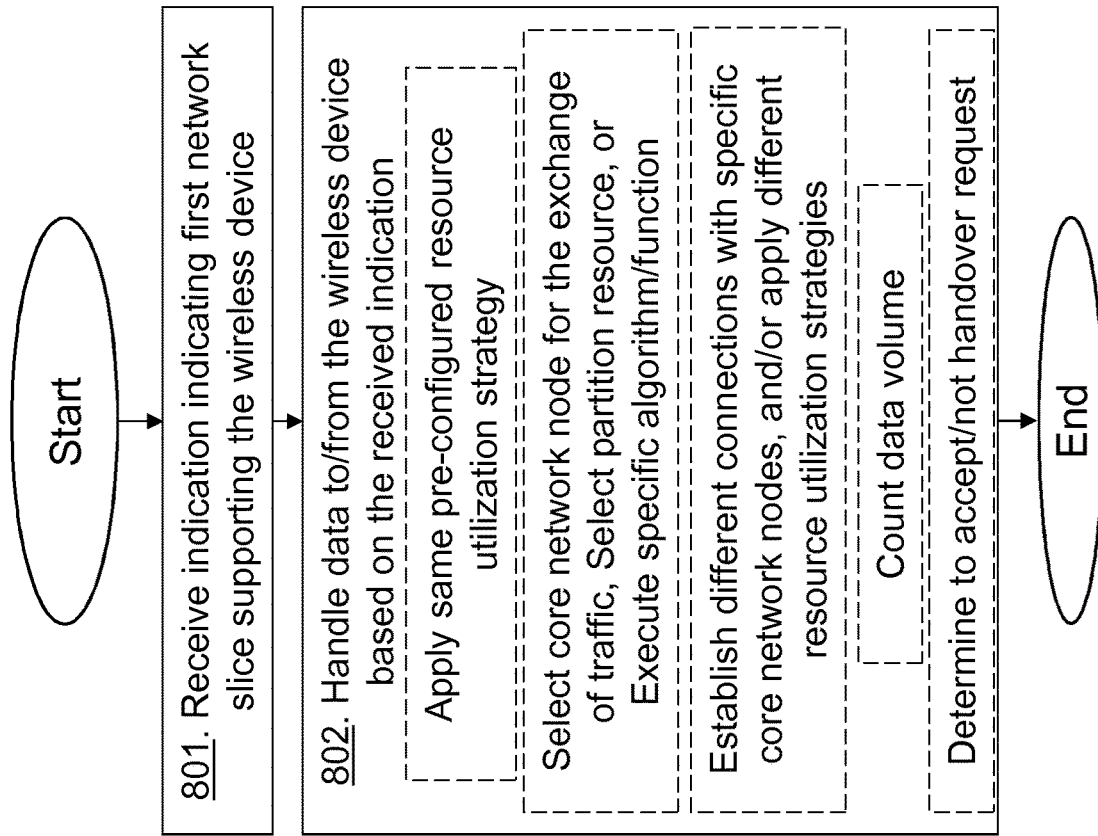 Start
801. Receive indication indicating first network
slice supporting the wireless device
802. Handle data to/from the wireless device
based on the received indication
Apply same pre-configured resource
utilization strategy
Select core network node for the exchange
of traffic, Select partition resource, or
Execute specific algorithm/function
Establish different connections with specific
core network nodes, and/or apply different
resource utilization strategies
Count data volume
Determine to accept/not handover request
End